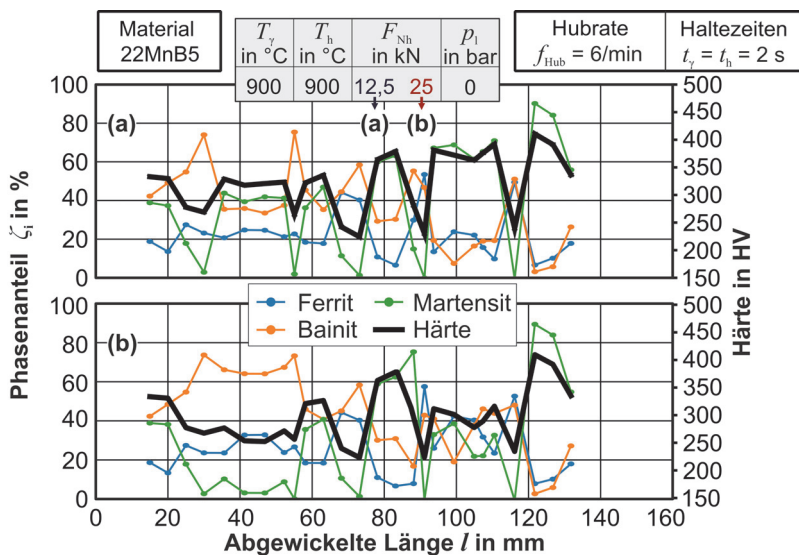 Material
22MnB5
Tγ in °C
Th in °C
FNh in kN
pl in bar
900
900
12,5
25
0
Hubrate
fHub = 6/min
Haltezeiten
tγ = th = 2 s
(a)
(b)
Phasenanteil ζi in %
Härte in HV
100
80
60
40
20
0
500
450
400
350
300
250
200
150
(a)
Ferrit
Martensit
Bainit
Härte
100
80
60
40
20
0
500
450
400
350
300
250
200
150
(b)
0
20
40
60
80
100
120
140
160
Abgewickelte Länge l in mm